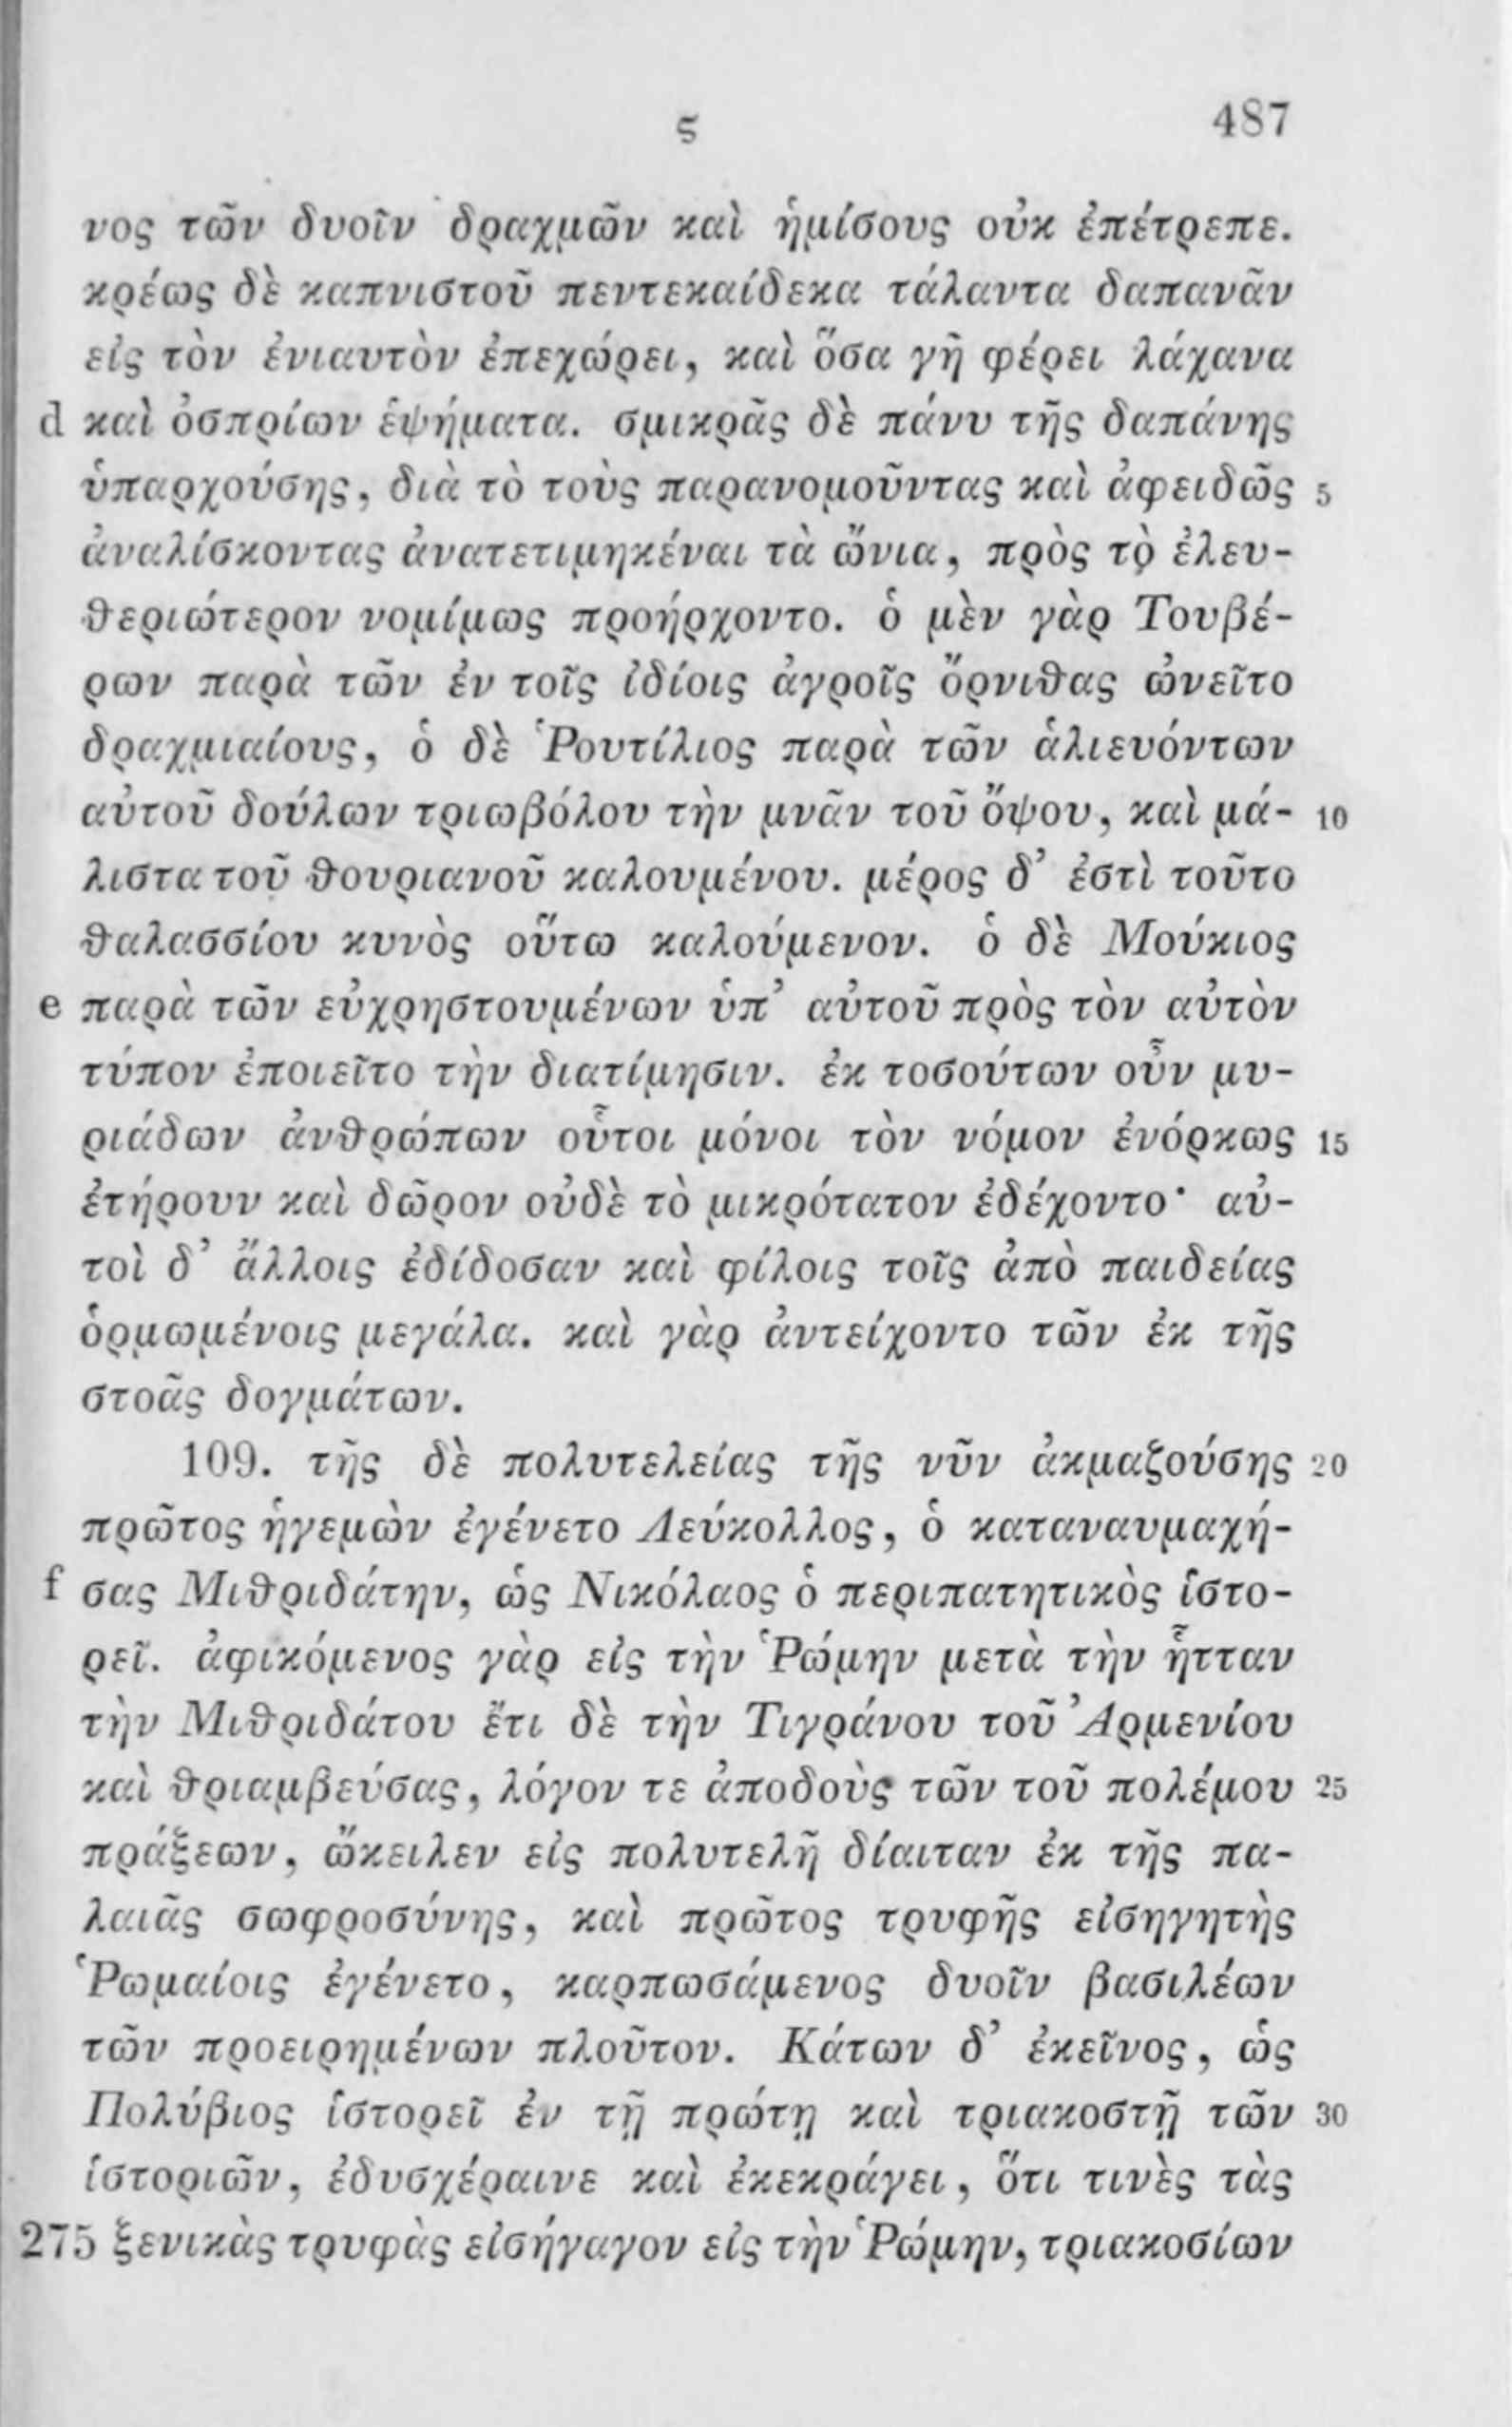 ϛ 487
νος τῶν δυοῖν δραχμῶν καὶ ἡμίσους οὐκ ἐπέτρεπε.
κρέως δὲ καπνιστοῦ πεντεκαίδεκα τάλαντα δαπανᾶν
εἰς τὸν ἐνιαυτὸν ἐπεχώρει, καὶ ὅσα γῆ φέρει λάχανα
d καὶ ὀσπρίων ἑψήματα. σμικρᾶς δὲ πάνυ τῆς δαπάνης
ὑπαρχούσης, διὰ τὸ τοὺς παρανομοῦντας καὶ ἀφειδῶς 5
ἀναλίσκοντας ἀνατετιμηκέναι τὰ ὤνια, πρὸς τὸ ἐλευ-
θεριώτερον νομίμως προήρχοντο. ὁ μὲν γὰρ Τουβέ-
ρων παρὰ τῶν ἐν τοῖς ἰδίοις ἀγροῖς ὄρνιθας ὠνεῖτο
δραχμιαίους, ὁ δὲ Ῥουτίλιος παρὰ τῶν ἁλιευόντων
αὐτοῦ δούλων τριωβόλου τὴν μνᾶν τοῦ ὄψου, καὶ μά- 10
λιστα τοῦ θουριανοῦ καλουμένου. μέρος δ’ ἐστὶ τοῦτο
θαλασσίου κυνὸς οὕτω καλούμενον. ὁ δὲ Μούκιος
e παρὰ τῶν εὐχρηστουμένων ὑπ’ αὐτοῦ πρὸς τὸν αὐτὸν
τύπον ἐποιεῖτο τὴν διατίμησιν. ἐκ τοσούτων οὖν μυ-
ριάδων ἀνθρώπων οὗτοι μόνοι τὸν νόμον ἐνόρκως 15
ἐτήρουν καὶ δῶρον οὐδὲ τὸ μικρότατον ἐδέχοντο· αὐ-
τοὶ δ’ ἄλλοις ἐδίδοσαν καὶ φίλοις τοῖς ἀπὸ παιδείας
ὁρμωμένοις μεγάλα. καὶ γὰρ ἀντείχοντο τῶν ἐκ τῆς
στοᾶς δογμάτων.
109. τῆς δὲ πολυτελείας τῆς νῦν ἀκμαζούσης 20
πρῶτος ἡγεμὼν ἐγένετο Λεύκολλος, ὁ καταναυμαχή-
f σας Μιθριδάτην, ὡς Νικόλαος ὁ περιπατητικὸς ἱστο-
ρεῖ. ἀφικόμενος γὰρ εἰς τὴν Ῥώμην μετὰ τὴν ἧτταν
τὴν Μιθριδάτου ἔτι δὲ τὴν Τιγράνου τοῦ Ἀρμενίου
καὶ θριαμβεύσας, λόγον τε ἀποδοὺς τῶν τοῦ πολέμου 25
πράξεων, ὤκειλεν εἰς πολυτελῆ δίαιταν ἐκ τῆς πα-
λαιᾶς σωφροσύνης, καὶ πρῶτος τρυφῆς εἰσηγητὴς
Ῥωμαίοις ἐγένετο, καρπωσάμενος δυοῖν βασιλέων
τῶν προειρημένων πλοῦτον. Κάτων δ’ ἐκεῖνος, ὡς
Πολύβιος ἱστορεῖ ἐν τῇ πρώτῃ καὶ τριακοστῇ τῶν 30
ἱστοριῶν, ἐδυσχέραινε καὶ ἐκεκράγει, ὅτι τινὲς τὰς
275 ξενικὰς τρυφὰς εἰσήγαγον εἰς τὴν Ῥώμην, τριακοσίων